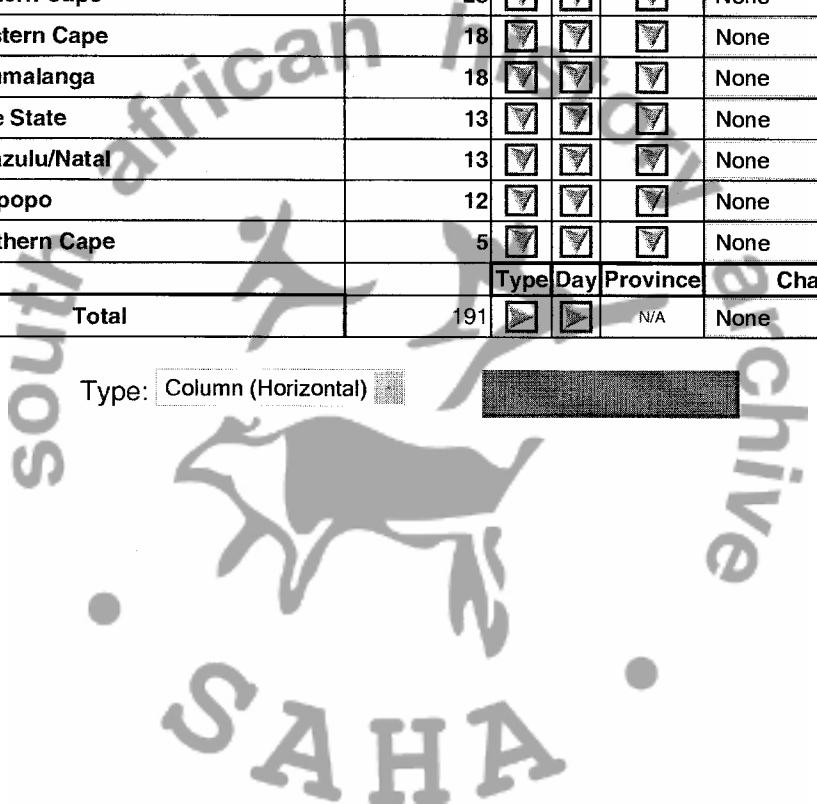 stern Cape 18 None
malanga 18 None
e State 13 None
azulu/Natal 13 None
popo 12 None
thern Cape 5 None
Type Day Province Cha
Total 191 N/A None
Type: Column (Horizontal)
south african history archive
SAHA